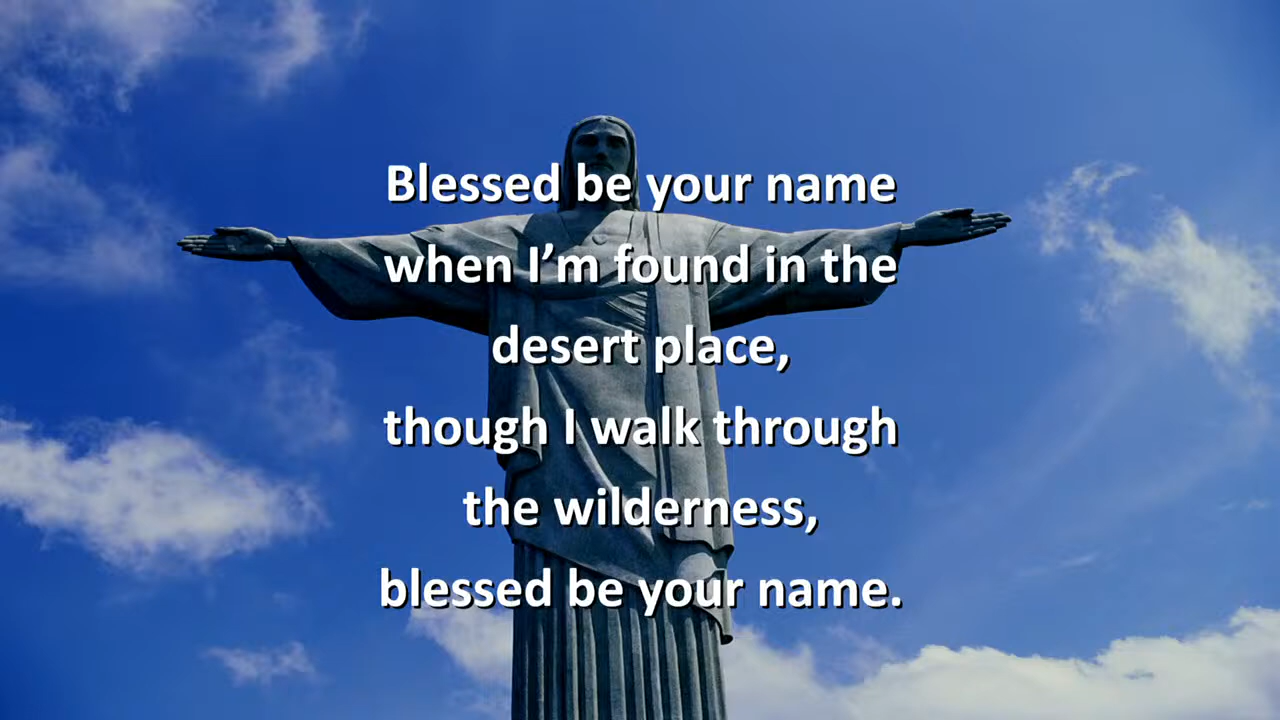 Blessed be your name
when I’m found in the
desert place,
though I walk through
the wilderness,
blessed be your name.